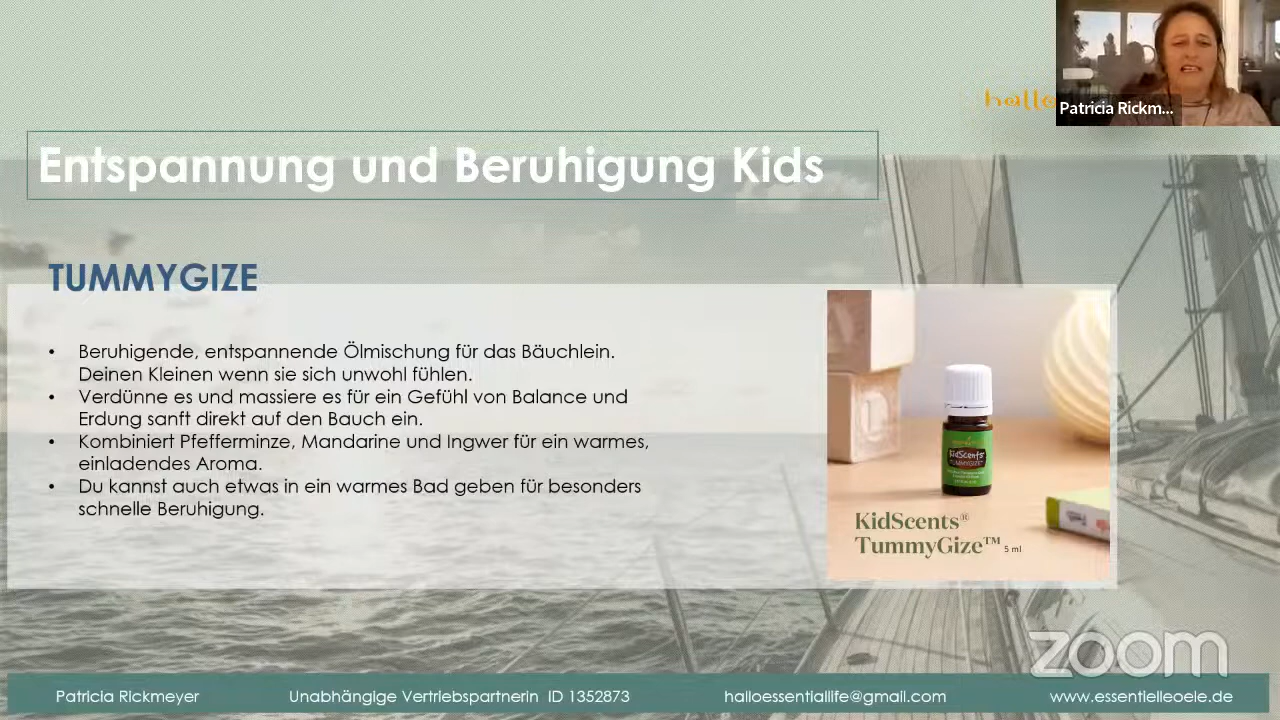 hallo
Patricia Rickm...
Entspannung und Beruhigung Kids
TUMMYGIZE
• Beruhigende, entspannende Ölmischung für das Bäuchlein.
Deinen Kleinen wenn sie sich unwohl fühlen.
• Verdünne es und massiere es für ein Gefühl von Balance und
Erdung sanft direkt auf den Bauch ein.
• Kombiniert Pfefferminze, Mandarine und Ingwer für ein warmes,
einladendes Aroma.
• Du kannst auch etwas in ein warmes Bad geben für besonders
schnelle Beruhigung.
KidScents
TUMMYGIZE
KidScents®
TummyGize™ 5 ml
zoom
Patricia Rickmeyer Unabhängige Vertriebspartnerin ID 1352873 halloessentiallife@gmail.com www.essentielleoele.de